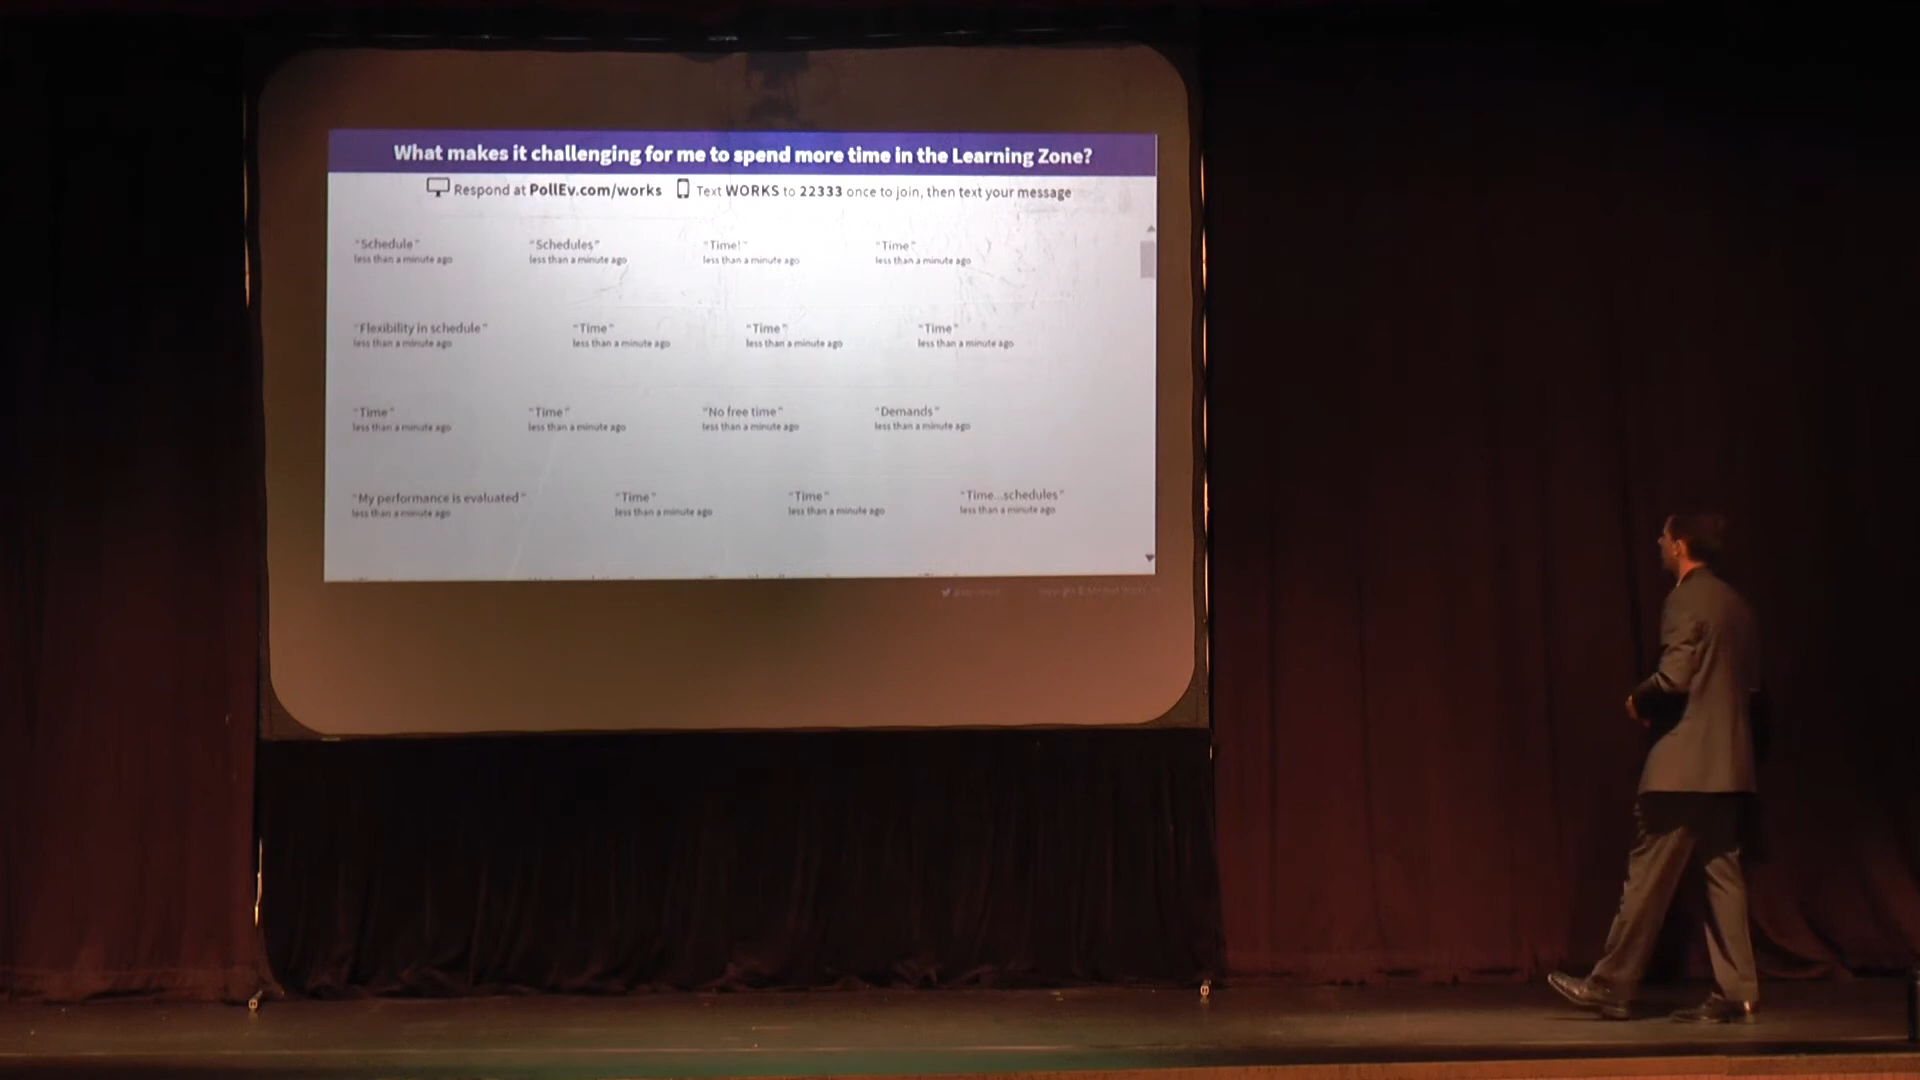 What makes it challenging for me to spend more time in the Learning Zone?
Respond at PollEv.com/works Text WORKS to 22333 once to join, then text your message
"Schedule" "Schedules" "Time!" "Time"
less than a minute ago less than a minute ago less than a minute ago less than a minute ago
"Flexibility in schedule" "Time" "Time" "Time"
less than a minute ago less than a minute ago less than a minute ago less than a minute ago
"Time" "Time" "No free time" "Demands"
less than a minute ago less than a minute ago less than a minute ago less than a minute ago
"My performance is evaluated" "Time" "Time" "Time...schedules"
less than a minute ago less than a minute ago less than a minute ago less than a minute ago